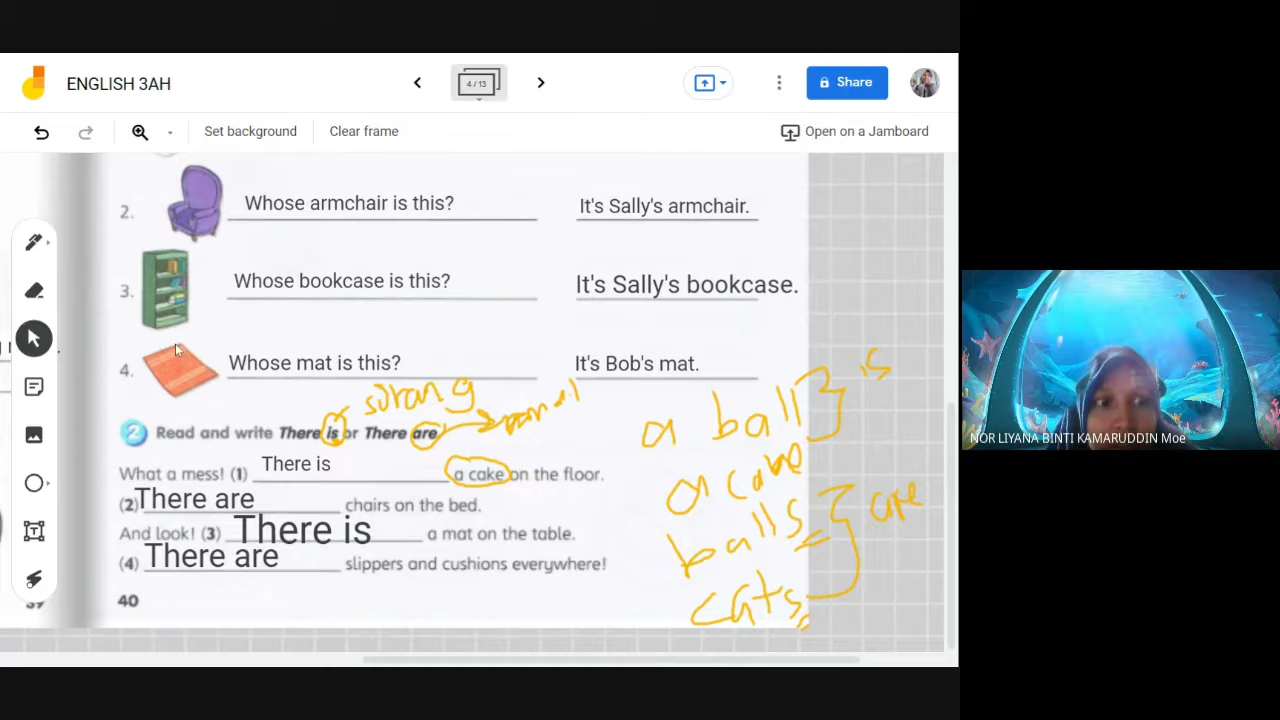 ENGLISH 3AH
4 / 13
Share
Set background
Clear frame
Open on a Jamboard
2. Whose armchair is this? It's Sally's armchair.
3. Whose bookcase is this? It's Sally's bookcase.
4. Whose mat is this? It's Bob's mat.
sorang
2 Read and write There is or There are
What a mess! (1) There is a cake on the floor.
(2) There are chairs on the bed.
And look! (3) There is a mat on the table.
(4) There are slippers and cushions everywhere!
39
40
a ball is
a cake
balls are
cats
NOR LIYANA BINTI KAMARUDDIN Moe